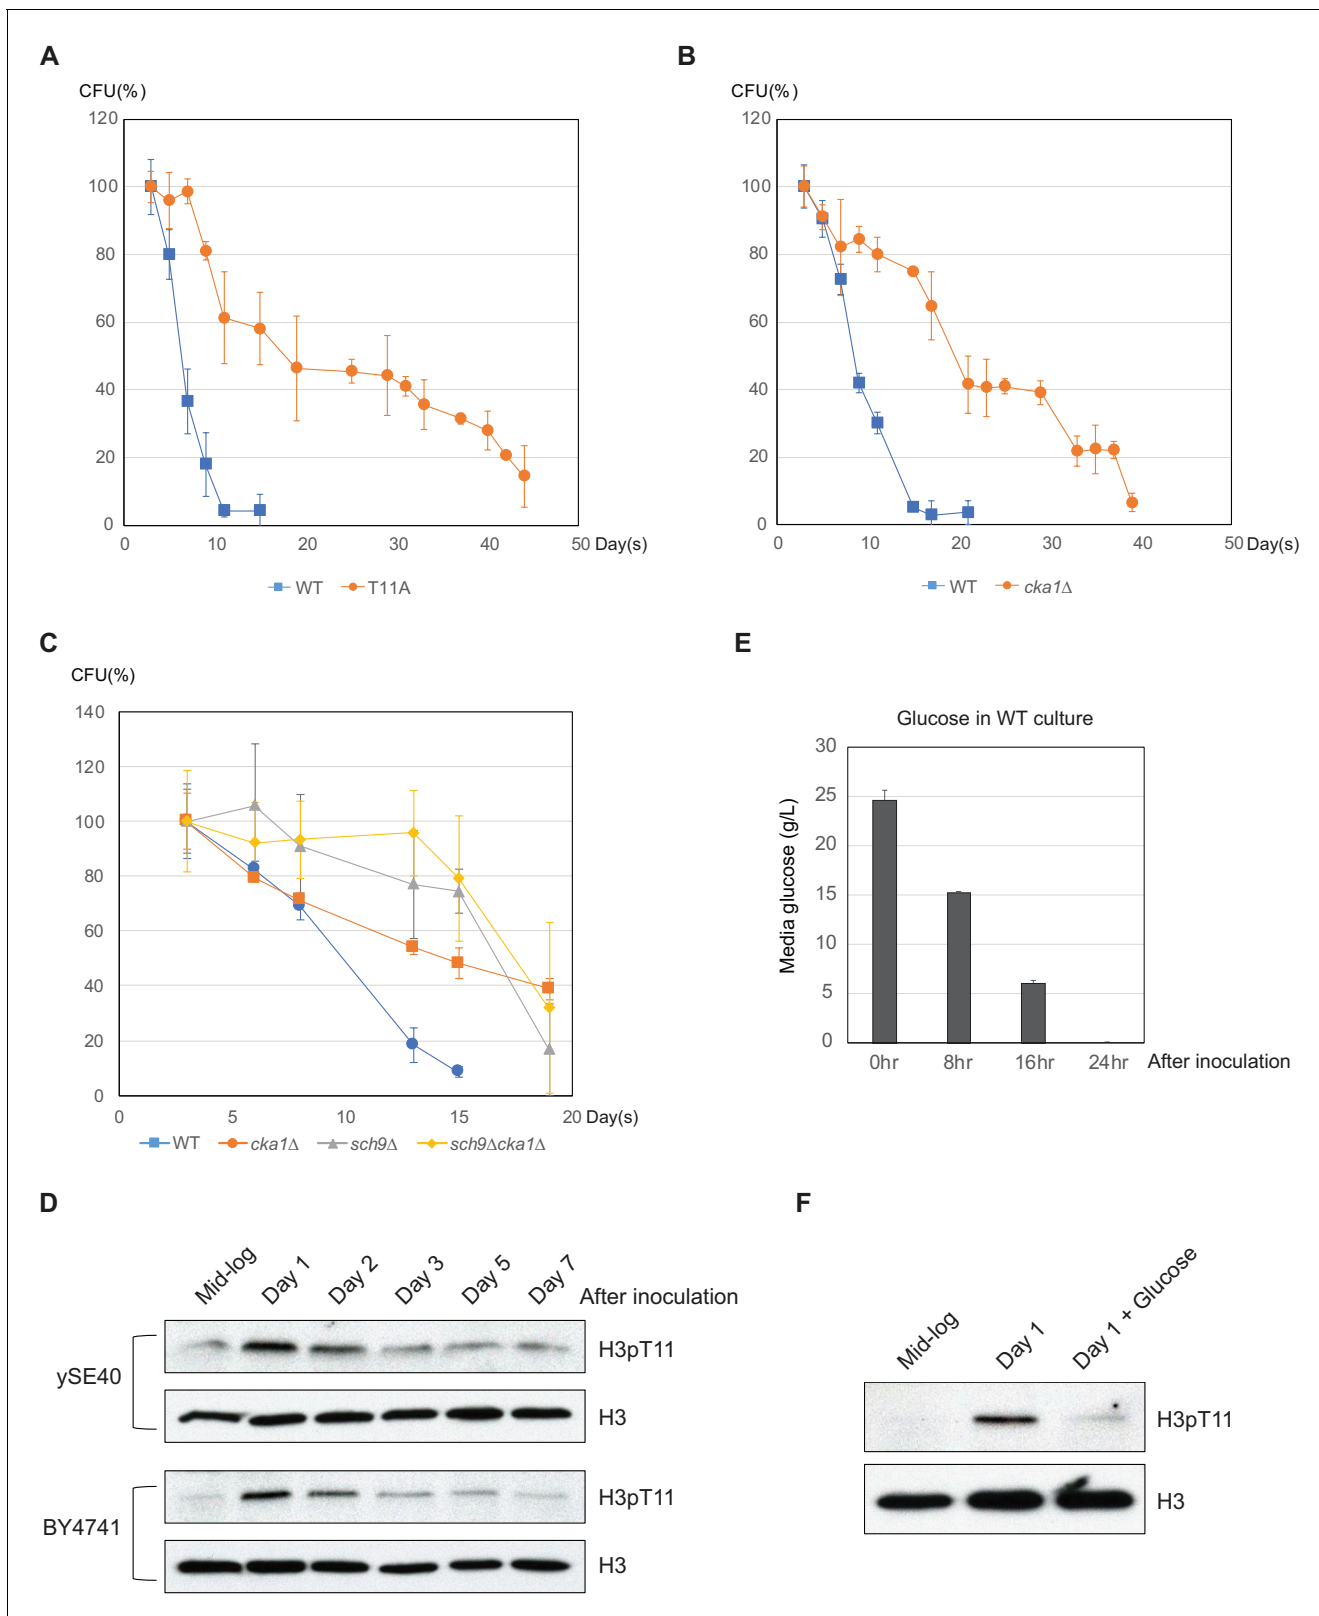 A
CFU(%)
120
100
80
60
40
20
0
0 10 20 30 40 50 Day(s)
WT T11A
B
CFU(%)
120
100
80
60
40
20
0
0 10 20 30 40 50 Day(s)
WT cka1Δ
C
CFU(%)
140
120
100
80
60
40
20
0
0 5 10 15 20 Day(s)
WT cka1Δ sch9Δ sch9Δcka1Δ
E
Glucose in WT culture
Media glucose (g/L)
30
25
20
15
10
5
0
0hr 8hr 16hr 24hr After inoculation
D
Mid-log Day 1 Day 2 Day 3 Day 5 Day 7 After inoculation
ySE40
H3pT11
H3
BY4741
H3pT11
H3
F
Mid-log Day 1 Day 1 + Glucose
H3pT11
H3